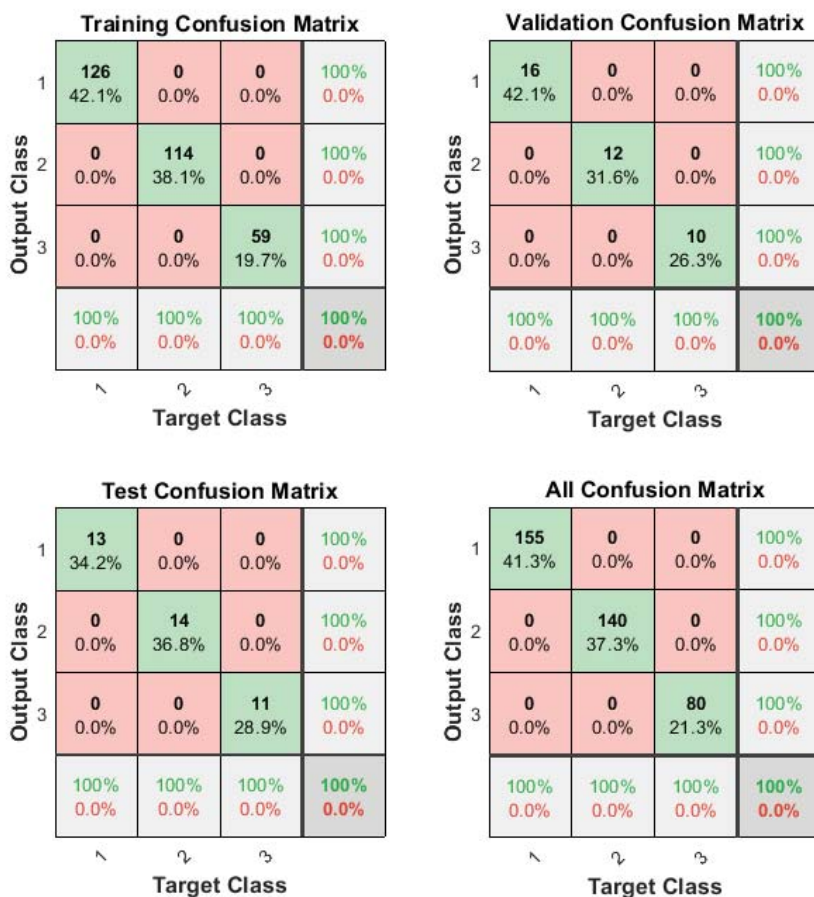 Training Confusion Matrix
Output Class
1
126 0 0 100%
42.1% 0.0% 0.0% 0.0%
2
0 114 0 100%
0.0% 38.1% 0.0% 0.0%
3
0 0 59 100%
0.0% 0.0% 19.7% 0.0%
100% 100% 100% 100%
0.0% 0.0% 0.0% 0.0%
1 2 3
Target Class
Validation Confusion Matrix
Output Class
1
16 0 0 100%
42.1% 0.0% 0.0% 0.0%
2
0 12 0 100%
0.0% 31.6% 0.0% 0.0%
3
0 0 10 100%
0.0% 0.0% 26.3% 0.0%
100% 100% 100% 100%
0.0% 0.0% 0.0% 0.0%
1 2 3
Target Class
Test Confusion Matrix
Output Class
1
13 0 0 100%
34.2% 0.0% 0.0% 0.0%
2
0 14 0 100%
0.0% 36.8% 0.0% 0.0%
3
0 0 11 100%
0.0% 0.0% 28.9% 0.0%
100% 100% 100% 100%
0.0% 0.0% 0.0% 0.0%
1 2 3
Target Class
All Confusion Matrix
Output Class
1
155 0 0 100%
41.3% 0.0% 0.0% 0.0%
2
0 140 0 100%
0.0% 37.3% 0.0% 0.0%
3
0 0 80 100%
0.0% 0.0% 21.3% 0.0%
100% 100% 100% 100%
0.0% 0.0% 0.0% 0.0%
1 2 3
Target Class